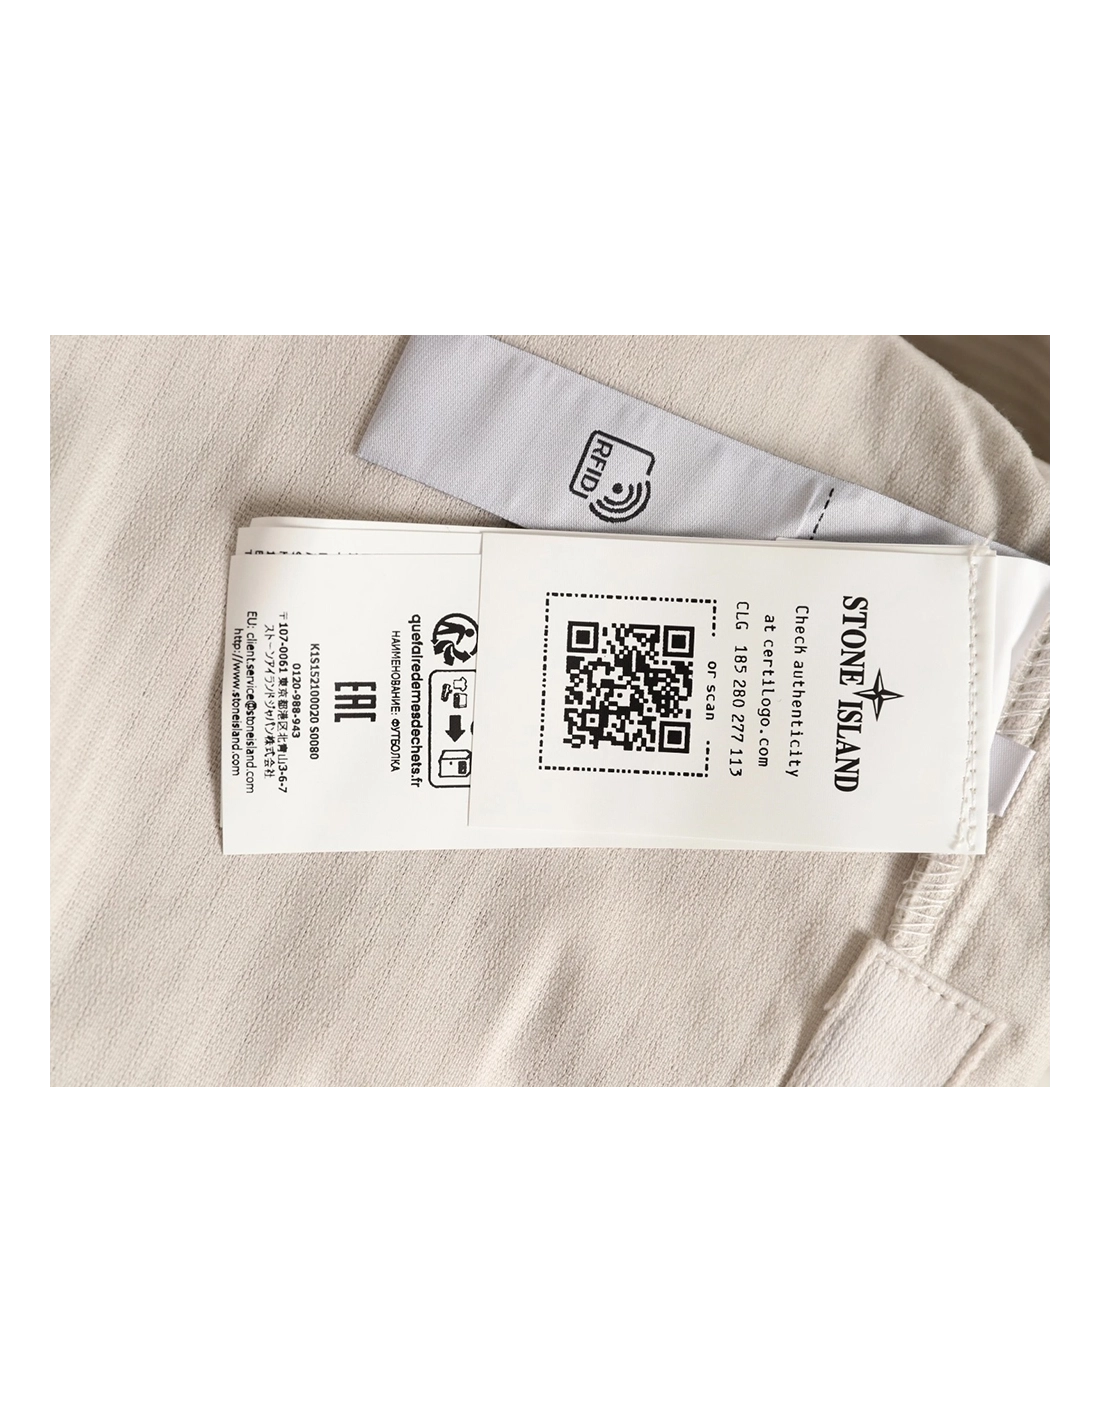 RFID
STONE ISLAND
Check authenticity
at certilogo.com
CLG 185 280 277 113
or scan
quefairedemesdechets.fr
НАИМЕНОВАНИЕ: ФУТБОЛКА
EAC
K1S152100020 S0080
0120-988-943
〒107-0061 東京都港区北青山3-6-7
ストーンアイランドジャパン株式会社
EU: client.service@stoneisland.com
http://www.stoneisland.com